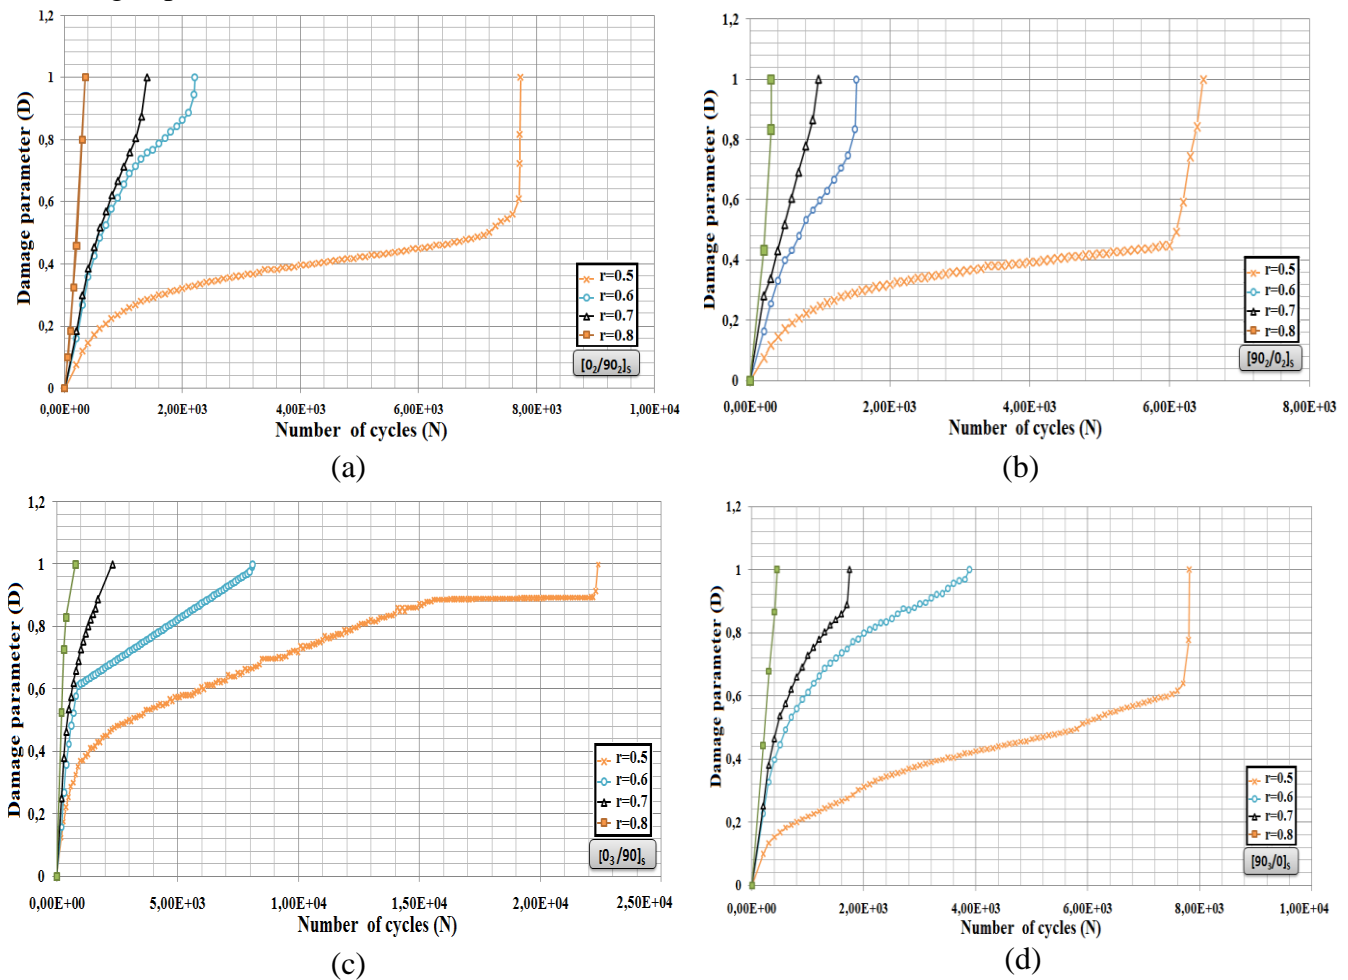 1,2
1
0,8
0,6
0,4
0,2
0
Damage parameter (D)
0,00E+00 2,00E+03 4,00E+03 6,00E+03 8,00E+03 1,00E+04
Number of cycles (N)
r=0.5
r=0.6
r=0.7
r=0.8
[0₂/90₂]ₛ
(a)
1,2
1
0,8
0,6
0,4
0,2
0
Damage parameter (D)
0,00E+00 2,00E+03 4,00E+03 6,00E+03 8,00E+03
Number of cycles (N)
r=0.5
r=0.6
r=0.7
r=0.8
[90₂/0₂]ₛ
(b)
1,2
1
0,8
0,6
0,4
0,2
0
Damage parameter (D)
0,00E+00 5,00E+03 1,00E+04 1,50E+04 2,00E+04 2,50E+04
Number of cycles (N)
r=0.5
r=0.6
r=0.7
r=0.8
[0₃/90]ₛ
(c)
1,2
1
0,8
0,6
0,4
0,2
0
Damage parameter (D)
0,00E+00 2,00E+03 4,00E+03 6,00E+03 8,00E+03 1,00E+04
Number of cycles (N)
r=0.5
r=0.6
r=0.7
r=0.8
[90₃/0]ₛ
(d)